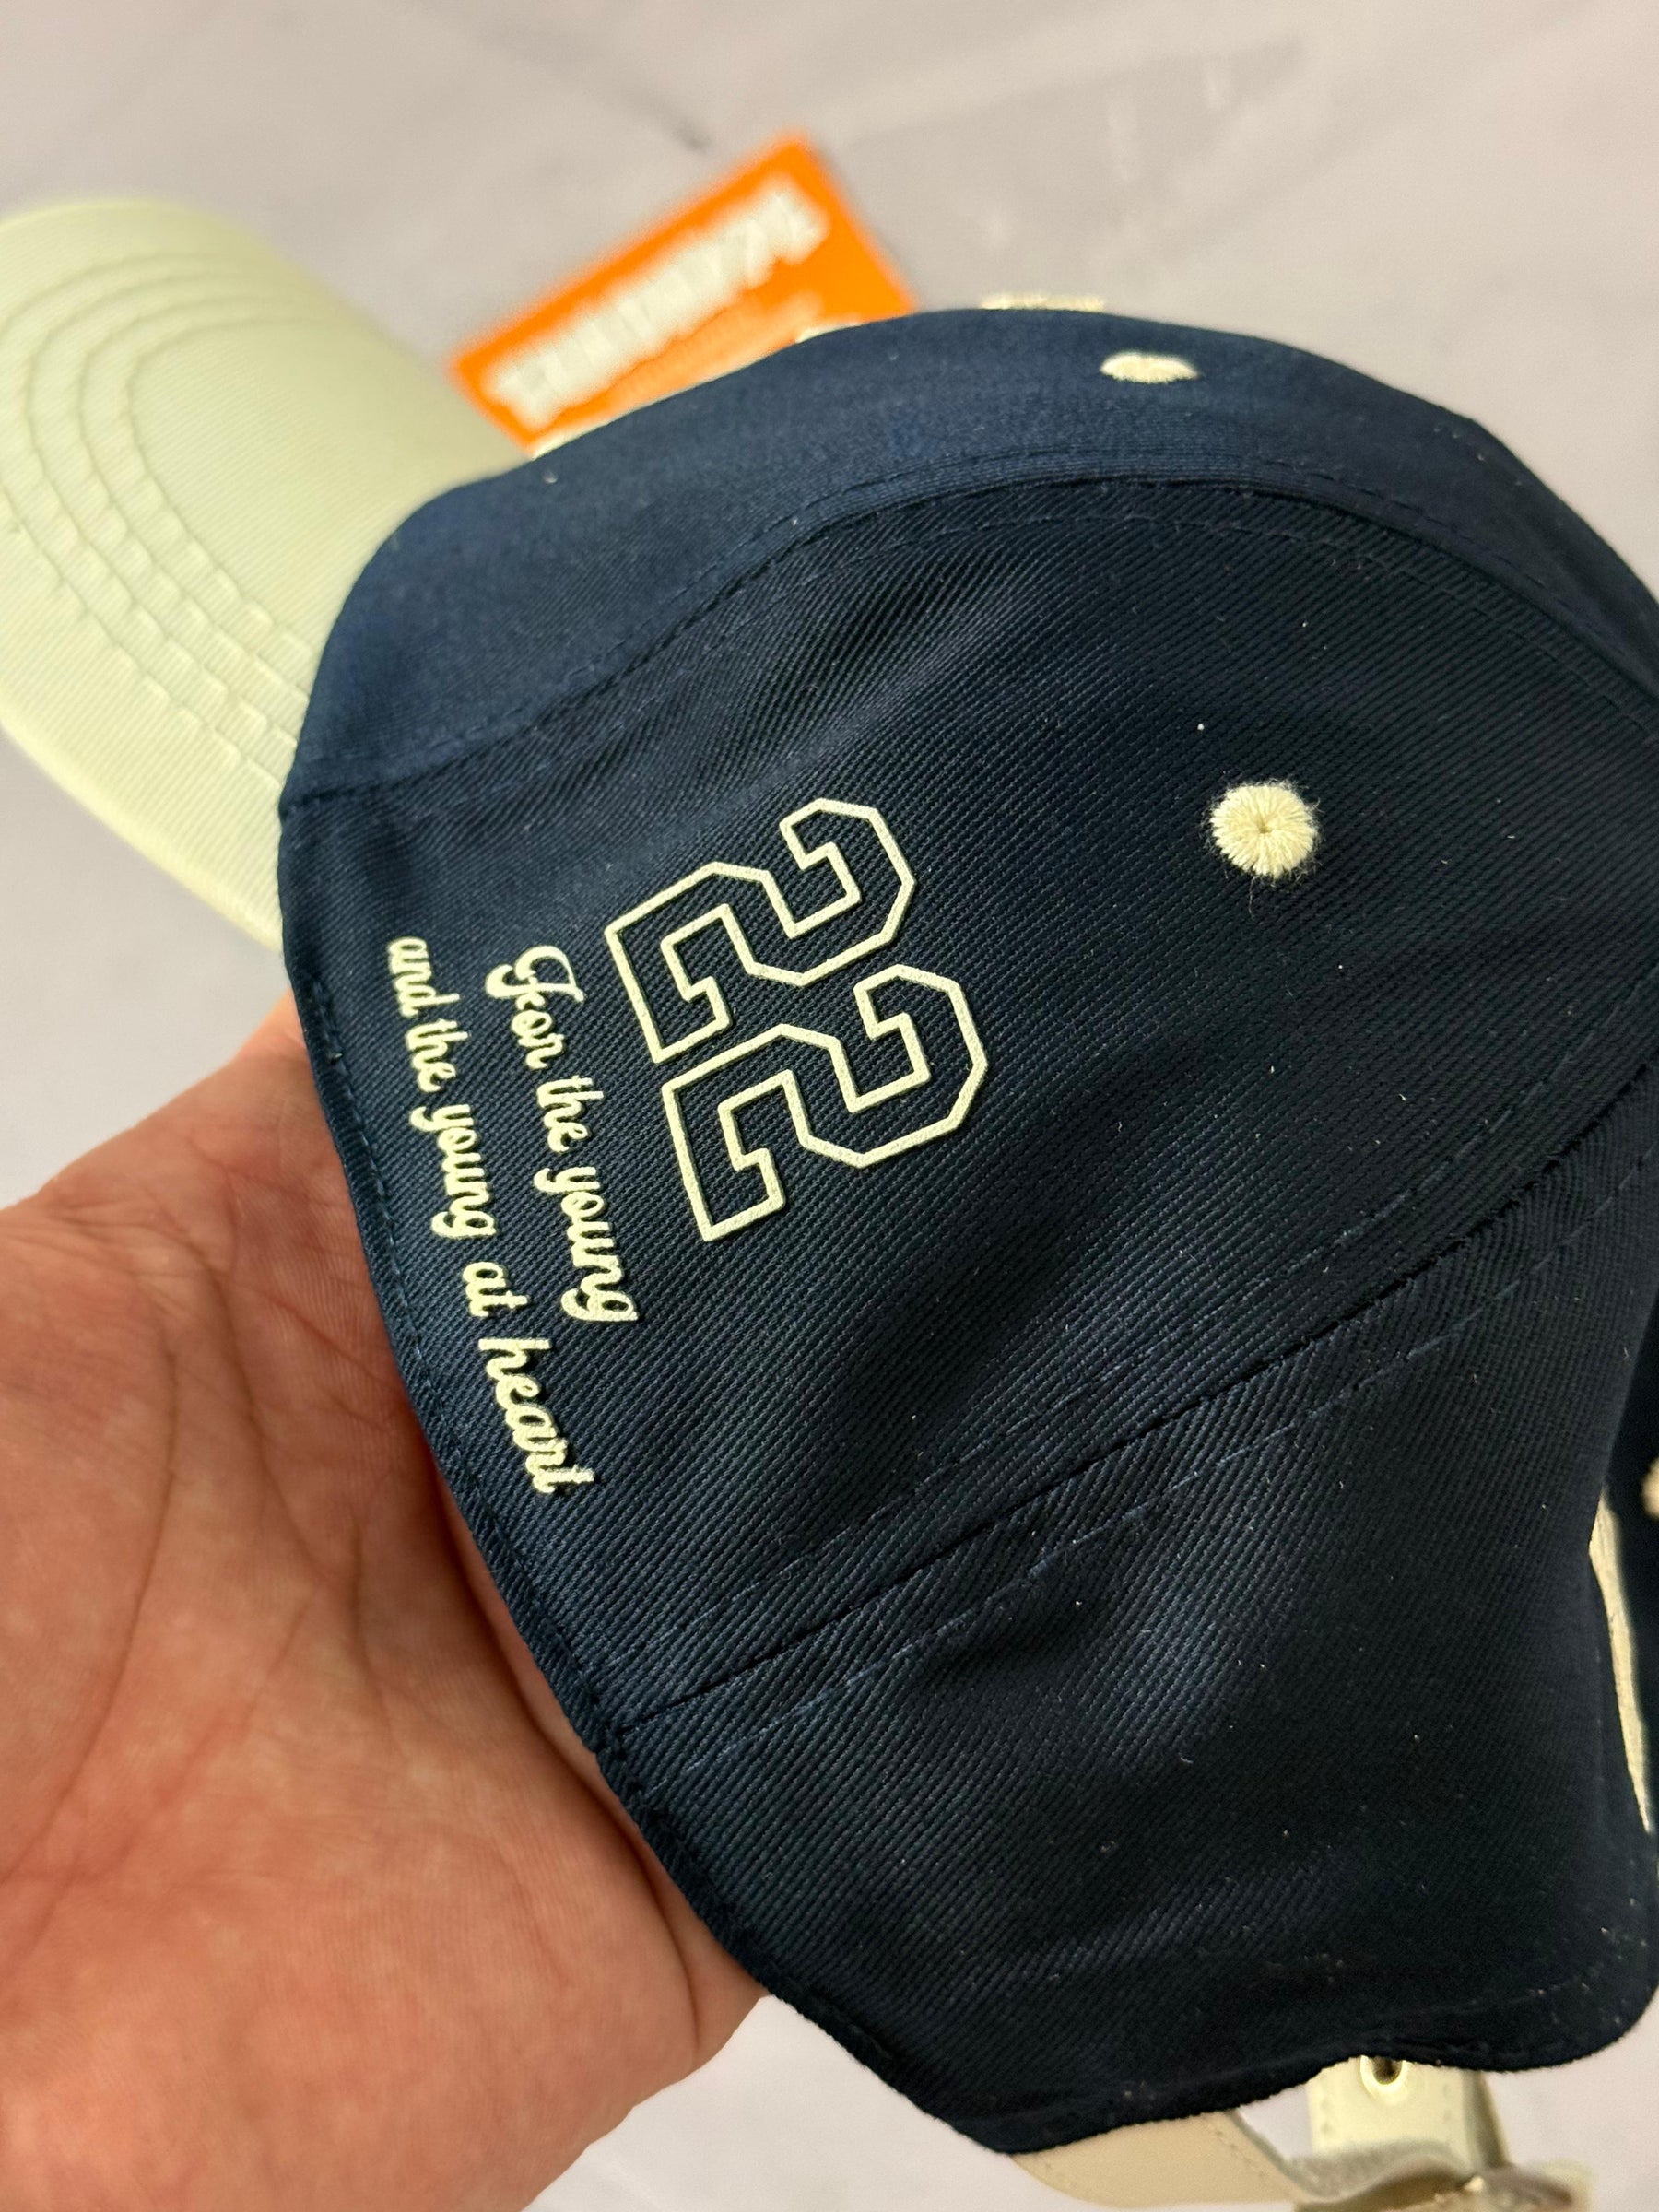 22
For the young
and the young at heart